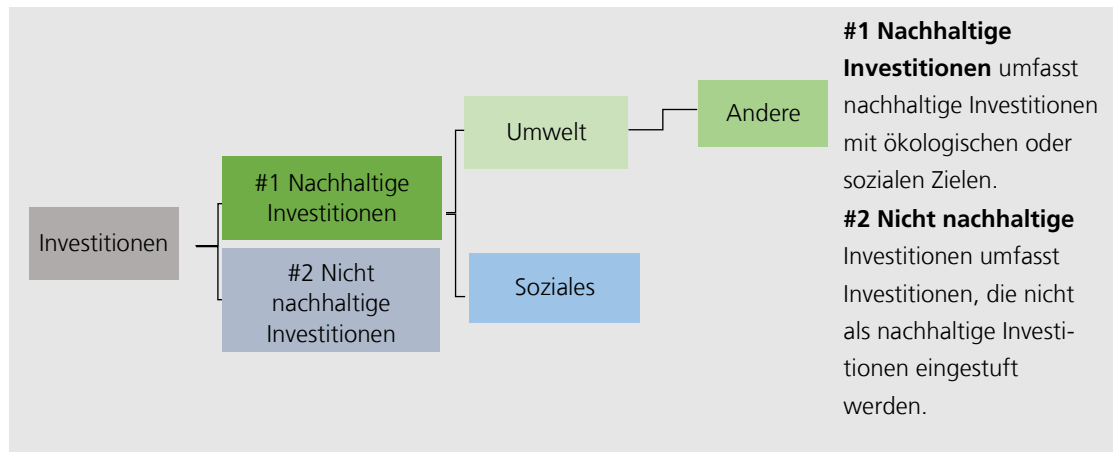 Investitionen
#1 Nachhaltige
Investitionen
#2 Nicht
nachhaltige
Investitionen
Umwelt
Soziales
Andere
#1 Nachhaltige
Investitionen umfasst
nachhaltige Investitionen
mit ökologischen oder
sozialen Zielen.
#2 Nicht nachhaltige
Investitionen umfasst
Investitionen, die nicht
als nachhaltige Investi-
tionen eingestuft
werden.